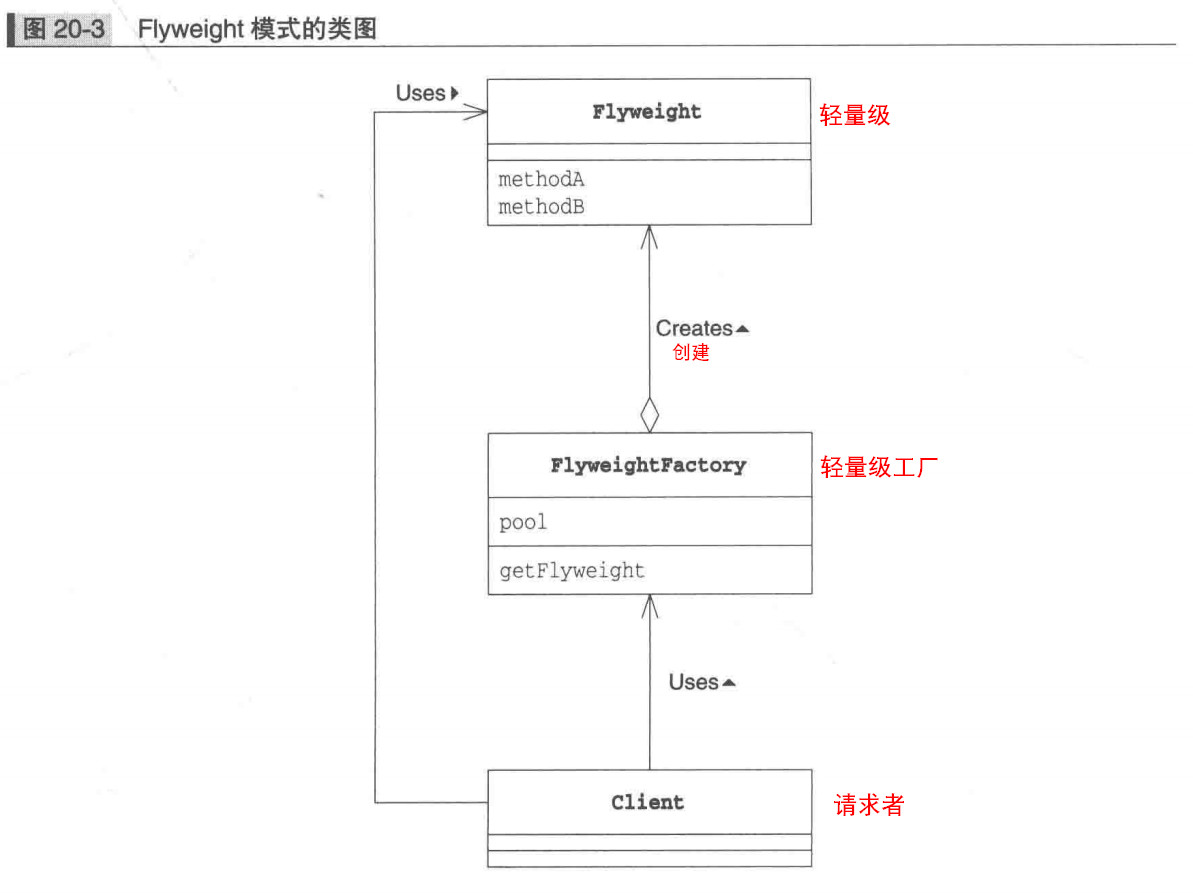 图 20-3 Flyweight 模式的类图
Uses
Flyweight
轻量级
methodA
methodB
Creates
创建
FlyweightFactory
轻量级工厂
pool
getFlyweight
Uses
Client
请求者